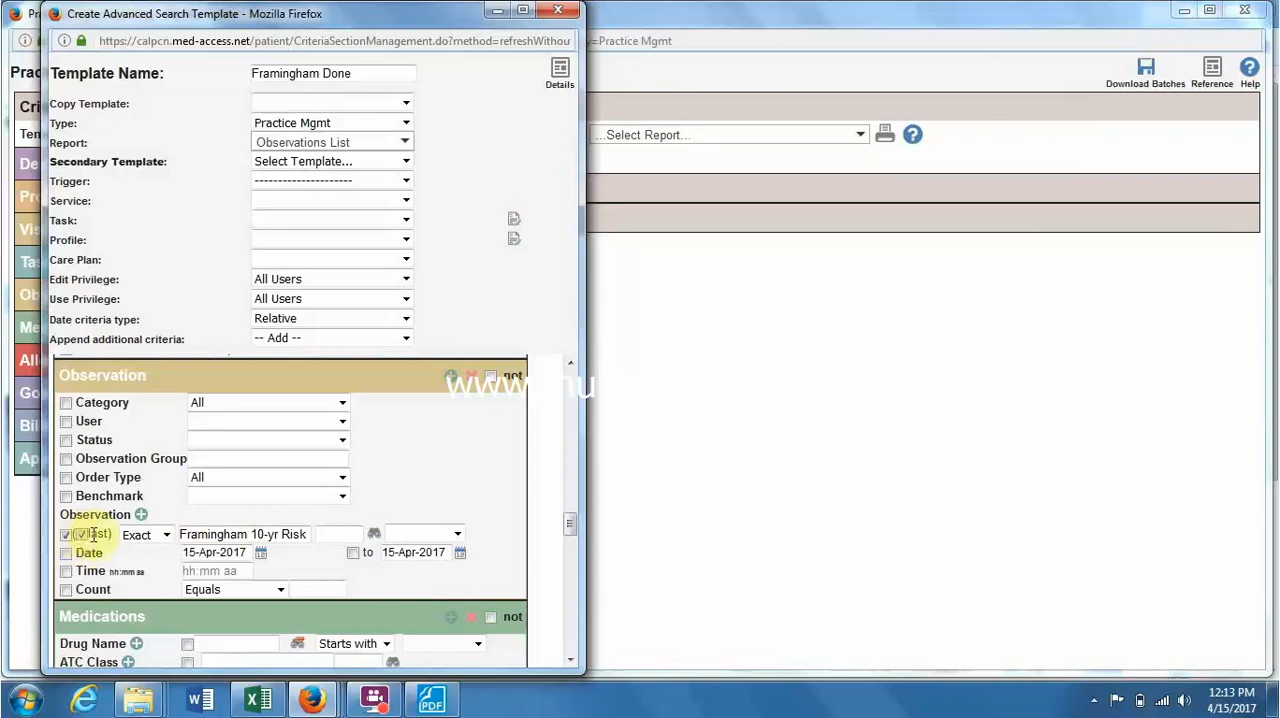 Create Advanced Search Template - Mozilla Firefox
https://calpcn.med-access.net/patient/CriteriaSectionManagement.do?method=refreshWithou
y=Practice Mgmt
Template Name: Framingham Done
Details
Download Batches Reference Help
Copy Template:
Type: Practice Mgmt
Report: Observations List
...Select Report...
Secondary Template: Select Template...
Trigger: ---------------------
Service:
Task:
Profile:
Care Plan:
Edit Privilege: All Users
Use Privilege: All Users
Date criteria type: Relative
Append additional criteria: -- Add --
Observation not
Category All
User
Status
Observation Group
Order Type All
Benchmark
Observation
Exact Framingham 10-yr Risk
Date 15-Apr-2017 to 15-Apr-2017
Time hh:mm aa hh:mm aa
Count Equals
Medications not
Drug Name Starts with
ATC Class
12:13 PM
4/15/2017